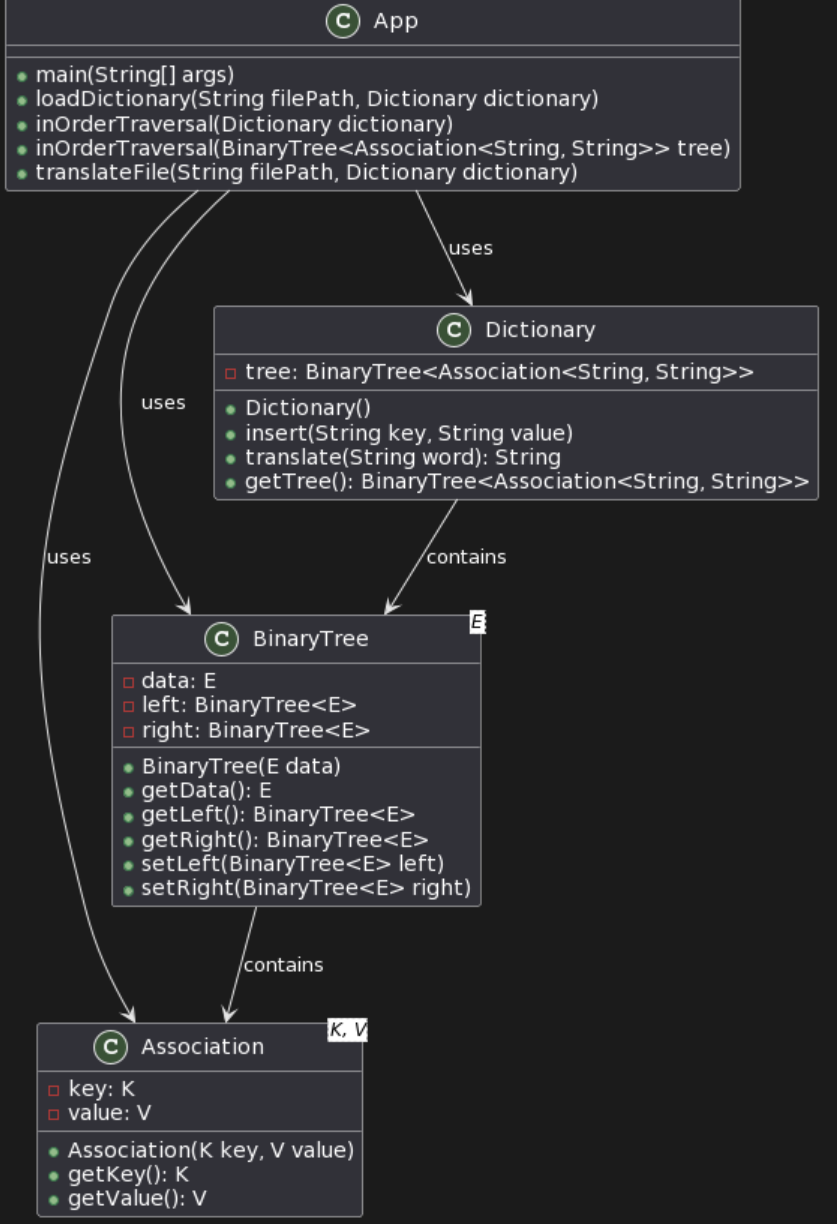 C App
main(String[] args)
loadDictionary(String filePath, Dictionary dictionary)
inOrderTraversal(Dictionary dictionary)
inOrderTraversal(BinaryTree<Association<String, String>> tree)
translateFile(String filePath, Dictionary dictionary)
uses
C Dictionary
tree: BinaryTree<Association<String, String>>
uses
Dictionary()
insert(String key, String value)
translate(String word): String
getTree(): BinaryTree<Association<String, String>>
uses
contains
E
C BinaryTree
data: E
left: BinaryTree<E>
right: BinaryTree<E>
BinaryTree(E data)
getData(): E
getLeft(): BinaryTree<E>
getRight(): BinaryTree<E>
setLeft(BinaryTree<E> left)
setRight(BinaryTree<E> right)
contains
K, V
C Association
key: K
value: V
Association(K key, V value)
getKey(): K
getValue(): V